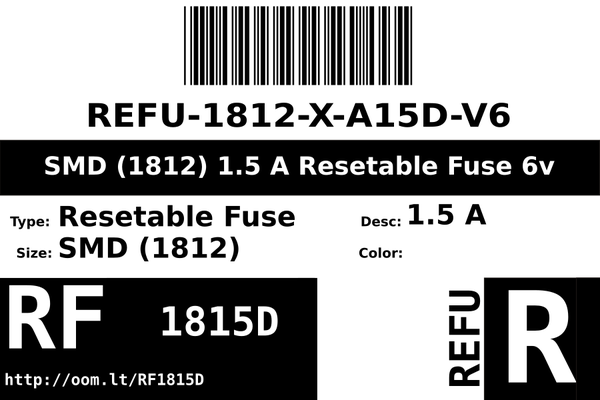 REFU-1812-X-A15D-V6
SMD (1812) 1.5 A Resetable Fuse 6v
Type: Resetable Fuse
Desc: 1.5 A
Size: SMD (1812)
Color:
RF 1815D
http://oom.lt/RF1815D
REFU
R